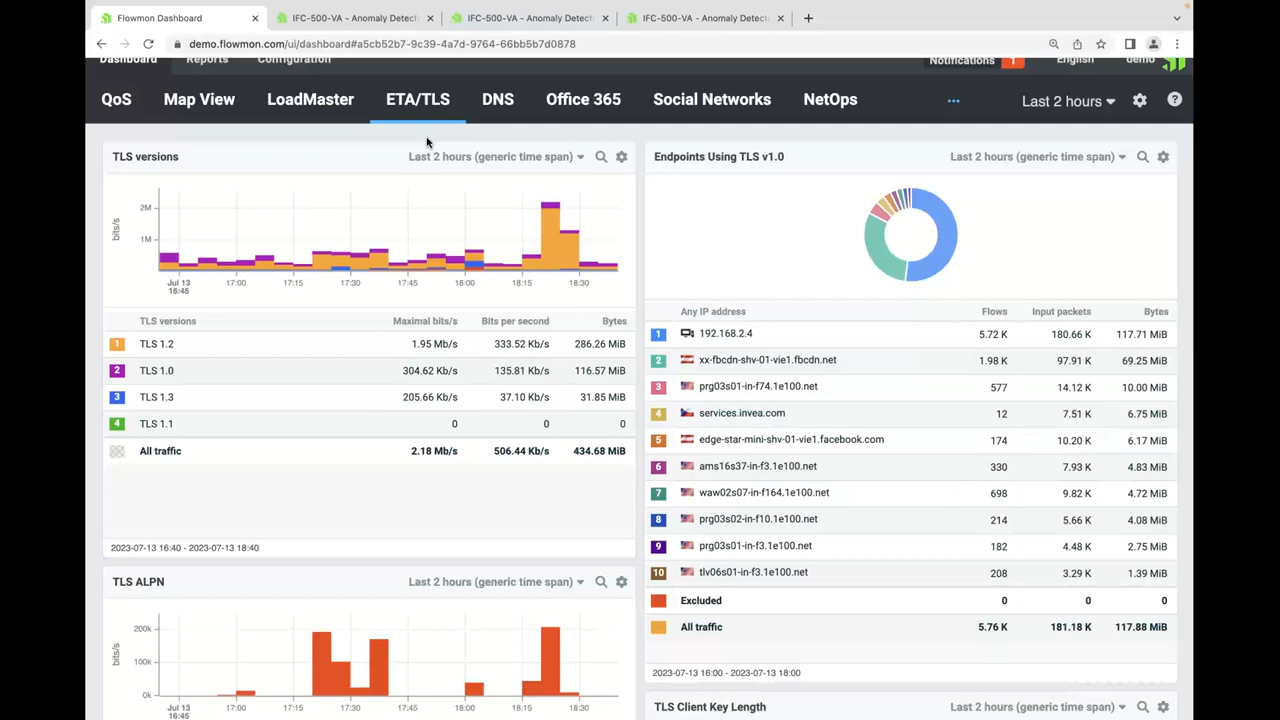 Flowmon Dashboard
IFC-500-VA - Anomaly Detect
IFC-500-VA - Anomaly Detect
IFC-500-VA - Anomaly Detect
demo.flowmon.com/ui/dashboard#a5cb52b7-9c39-4a7d-9764-66bb5b7d0878
Dashboard Reports Configuration Notifications 1 English demo
QoS Map View LoadMaster ETA/TLS DNS Office 365 Social Networks NetOps ... Last 2 hours
TLS versions Last 2 hours (generic time span)
bits/s
2M
1M
Jul 13 16:45 17:00 17:15 17:30 17:45 18:00 18:15 18:30
TLS versions Maximal bits/s Bits per second Bytes
1 TLS 1.2 1.95 Mb/s 333.52 Kb/s 286.26 MiB
2 TLS 1.0 304.62 Kb/s 135.81 Kb/s 116.57 MiB
3 TLS 1.3 205.66 Kb/s 37.10 Kb/s 31.85 MiB
4 TLS 1.1 0 0 0
All traffic 2.18 Mb/s 506.44 Kb/s 434.68 MiB
2023-07-13 16:40 - 2023-07-13 18:40
TLS ALPN Last 2 hours (generic time span)
bits/s
200k
100k
0k
Jul 13 16:45 17:00 17:15 17:30 17:45 18:00 18:15 18:30
Endpoints Using TLS v1.0 Last 2 hours (generic time span)
Any IP address Flows Input packets Bytes
1 192.168.2.4 5.72 K 180.66 K 117.71 MiB
2 xx-fbcdn-shv-01-vie1.fbcdn.net 1.98 K 97.91 K 69.25 MiB
3 prg03s01-in-f74.1e100.net 577 14.12 K 10.00 MiB
4 services.invea.com 12 7.51 K 6.75 MiB
5 edge-star-mini-shv-01-vie1.facebook.com 174 10.20 K 6.17 MiB
6 ams16s37-in-f3.1e100.net 330 7.93 K 4.83 MiB
7 waw02s07-in-f164.1e100.net 698 9.82 K 4.72 MiB
8 prg03s02-in-f10.1e100.net 214 5.66 K 4.08 MiB
9 prg03s01-in-f3.1e100.net 182 4.48 K 2.75 MiB
10 tlv06s01-in-f3.1e100.net 208 3.29 K 1.39 MiB
Excluded 0 0 0
All traffic 5.76 K 181.18 K 117.88 MiB
2023-07-13 16:00 - 2023-07-13 18:00
TLS Client Key Length Last 2 hours (generic time span)